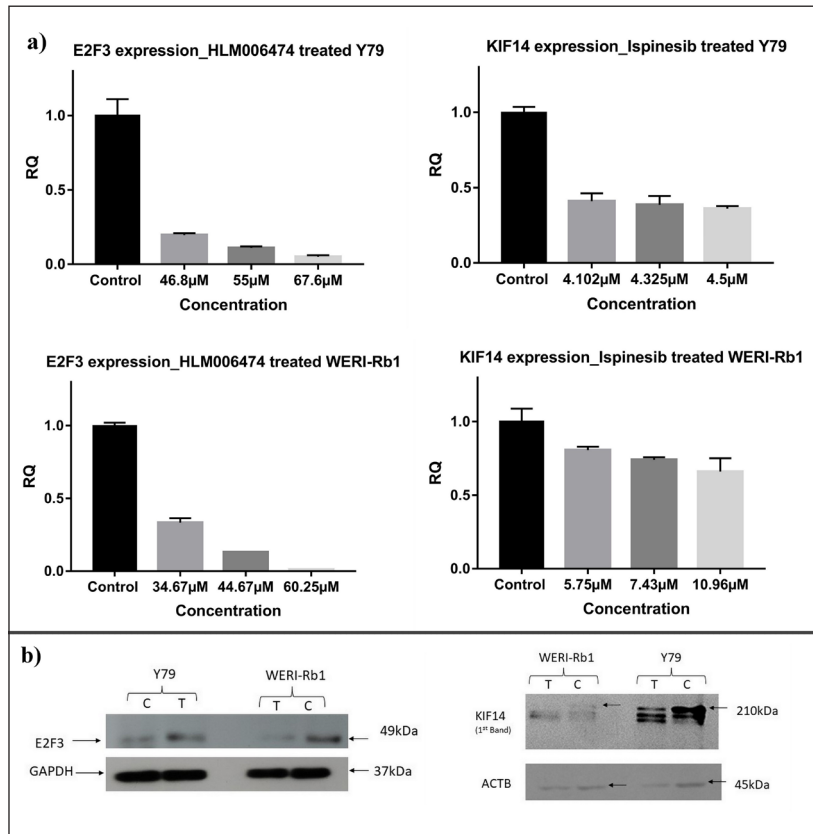 a)
E2F3 expression_HLM006474 treated Y79
RQ
1.0
0.5
0.0
Control 46.8μM 55μM 67.6μM
Concentration
KIF14 expression_Ispinesib treated Y79
RQ
1.0
0.5
0.0
Control 4.102μM 4.325μM 4.5μM
Concentration
E2F3 expression_HLM006474 treated WERI-Rb1
RQ
1.0
0.5
0.0
Control 34.67μM 44.67μM 60.25μM
Concentration
KIF14 expression_Ispinesib treated WERI-Rb1
RQ
1.0
0.5
0.0
Control 5.75μM 7.43μM 10.96μM
Concentration
b)
Y79 WERI-Rb1
C T T C
E2F3 49kDa
GAPDH 37kDa
WERI-Rb1 Y79
T C T C
KIF14 210kDa
(1st Band)
ACTB 45kDa